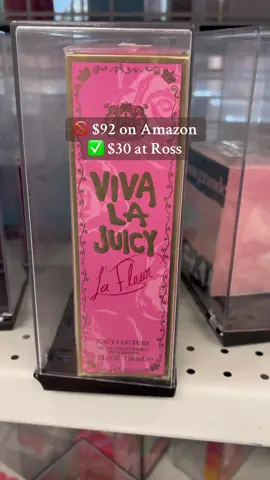 🚫 $92 on Amazon
✅ $30 at Ross
VIVA
LA
JUICY
La Fleur
JUICY COUTURE